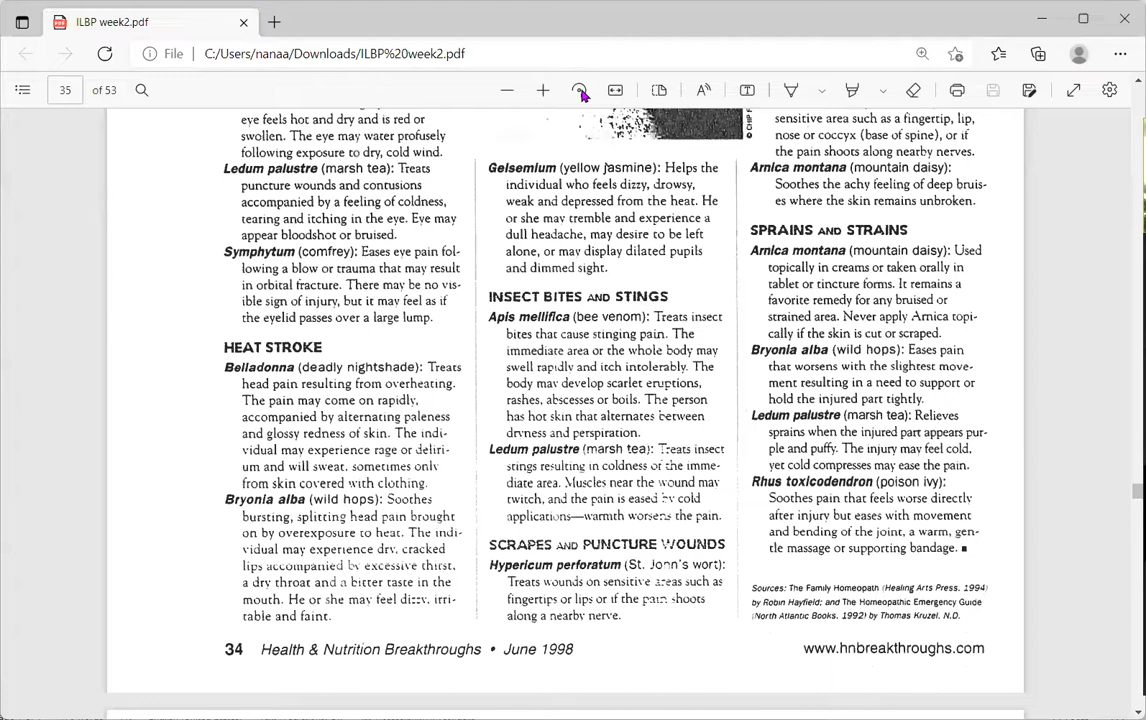 ILBP week2.pdf
File
C:/Users/nanaa/Downloads/ILBP%20week2.pdf
35
of 53
eye feels hot and dry and is red or
swollen. The eye may water profusely
following exposure to dry, cold wind.
Ledum palustre (marsh tea): Treats
puncture wounds and contusions
accompanied by a feeling of coldness,
tearing and itching in the eye. Eye may
appear bloodshot or bruised.
Symphytum (comfrey): Eases eye pain fol-
lowing a blow or trauma that may result
in orbital fracture. There may be no vis-
ible sign of injury, but it may feel as if
the eyelid passes over a large lump.
HEAT STROKE
Belladonna (deadly nightshade): Treats
head pain resulting from overheating.
The pain may come on rapidly,
accompanied by alternating paleness
and glossy redness of skin. The indi-
vidual may experience rage or deliri-
um and will sweat, sometimes only
from skin covered with clothing.
Bryonia alba (wild hops): Soothes
bursting, splitting head pain brought
on by overexposure to heat. The indi-
vidual may experience dry, cracked
lips accompanied by excessive thirst,
a dry throat and a bitter taste in the
mouth. He or she may feel dizzy, irri-
table and faint.
Gelsemium (yellow jasmine): Helps the
individual who feels dizzy, drowsy,
weak and depressed from the heat. He
or she may tremble and experience a
dull headache, may desire to be left
alone, or may display dilated pupils
and dimmed sight.
INSECT BITES AND STINGS
Apis mellifica (bee venom): Treats insect
bites that cause stinging pain. The
immediate area or the whole body may
swell rapidly and itch intolerably. The
body may develop scarlet eruptions,
rashes, abscesses or boils. The person
has hot skin that alternates between
dryness and perspiration.
Ledum palustre (marsh tea): Treats insect
stings resulting in coldness of the imme-
diate area. Muscles near the wound may
twitch, and the pain is eased by cold
applications—warmth worsens the pain.
SCRAPES AND PUNCTURE WOUNDS
Hypericum perforatum (St. John's wort):
Treats wounds on sensitive areas such as
fingertips or lips or if the pain shoots
along a nearby nerve.
sensitive area such as a fingertip, lip,
nose or coccyx (base of spine), or if
the pain shoots along nearby nerves.
Arnica montana (mountain daisy):
Soothes the achy feeling of deep bruis-
es where the skin remains unbroken.
SPRAINS AND STRAINS
Arnica montana (mountain daisy): Used
topically in creams or taken orally in
tablet or tincture forms. It remains a
favorite remedy for any bruised or
strained area. Never apply Arnica topi-
cally if the skin is cut or scraped.
Bryonia alba (wild hops): Eases pain
that worsens with the slightest move-
ment resulting in a need to support or
hold the injured part tightly.
Ledum palustre (marsh tea): Relieves
sprains when the injured part appears pur-
ple and puffy. The injury may feel cold,
yet cold compresses may ease the pain.
Rhus toxicodendron (poison ivy):
Soothes pain that feels worse directly
after injury but eases with movement
and bending of the joint, a warm, gen-
tle massage or supporting bandage. ■
Sources: The Family Homeopath (Healing Arts Press, 1994)
by Robin Hayfield; and The Homeopathic Emergency Guide
(North Atlantic Books, 1992) by Thomas Kruzel, N.D.
34 Health & Nutrition Breakthroughs • June 1998
www.hnbreakthroughs.com